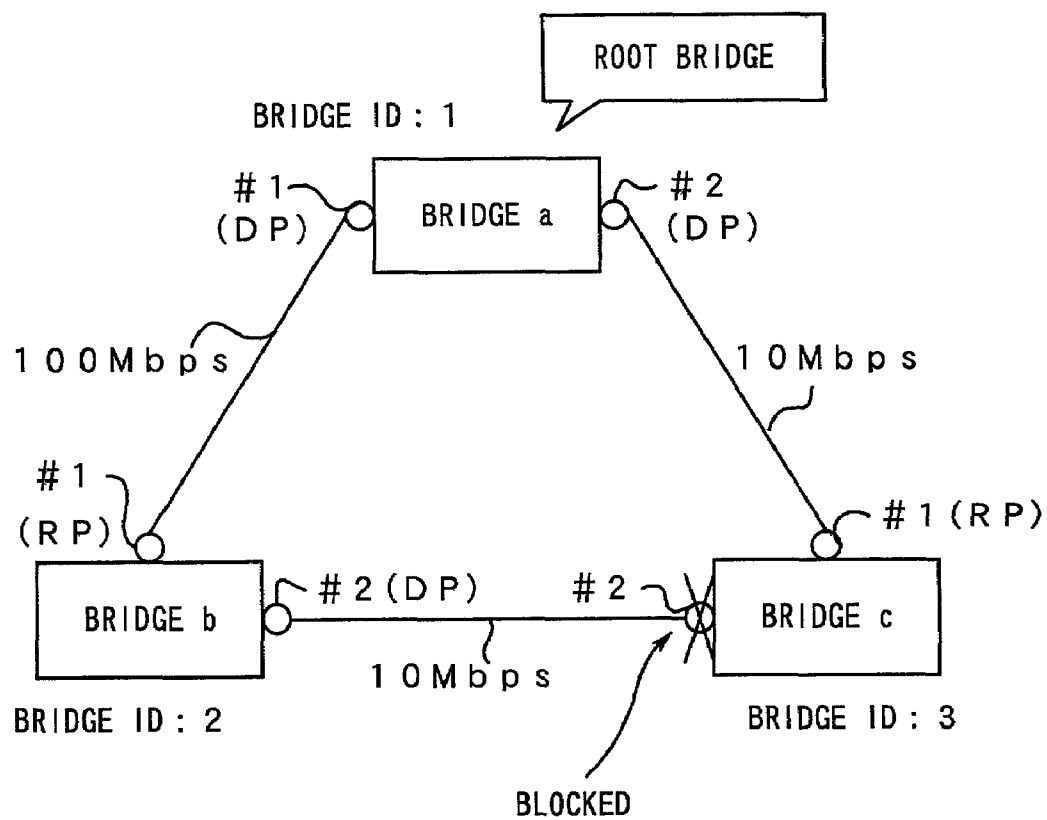 ROOT BRIDGE
BRIDGE ID: 1
#1
(DP)
BRIDGE a
#2
(DP)
100Mbps
10Mbps
#1
(RP)
#1(RP)
BRIDGE b
#2(DP)
#2
BRIDGE c
10Mbps
BRIDGE ID: 2
BRIDGE ID: 3
BLOCKED